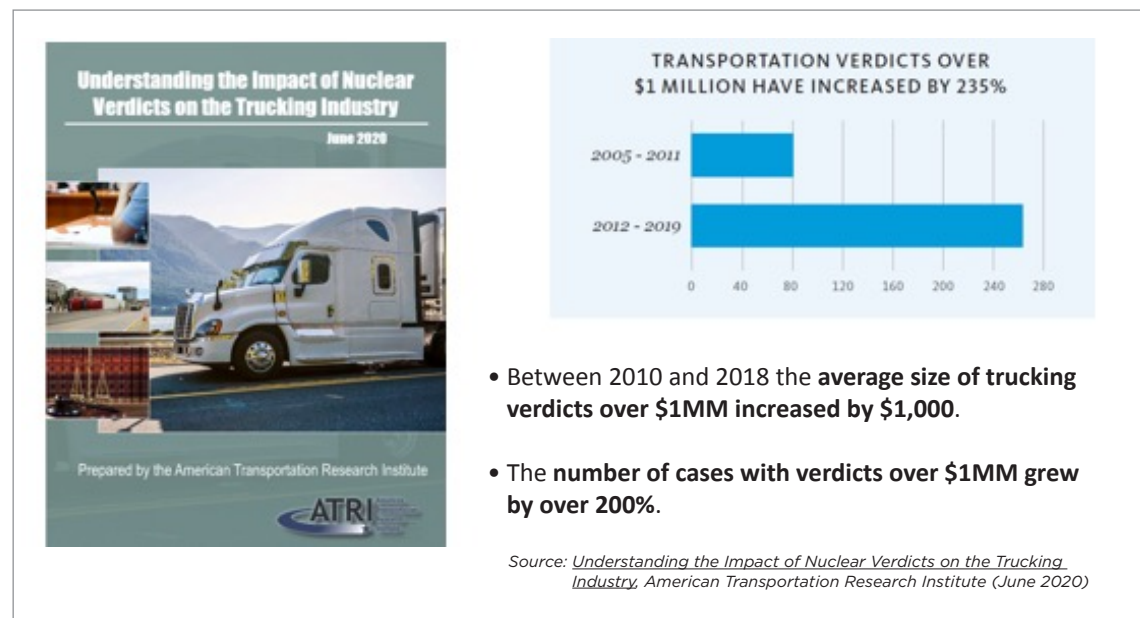 Understanding the Impact of Nuclear
Verdicts on the Trucking Industry
June 2020
Prepared by the American Transportation Research Institute
ATRI
TRANSPORTATION VERDICTS OVER
$1 MILLION HAVE INCREASED BY 235%
2005 - 2011
2012 - 2019
0 40 80 120 160 200 240 280
• Between 2010 and 2018 the average size of trucking
verdicts over $1MM increased by $1,000.
• The number of cases with verdicts over $1MM grew
by over 200%.
Source: Understanding the Impact of Nuclear Verdicts on the Trucking
Industry, American Transportation Research Institute (June 2020)